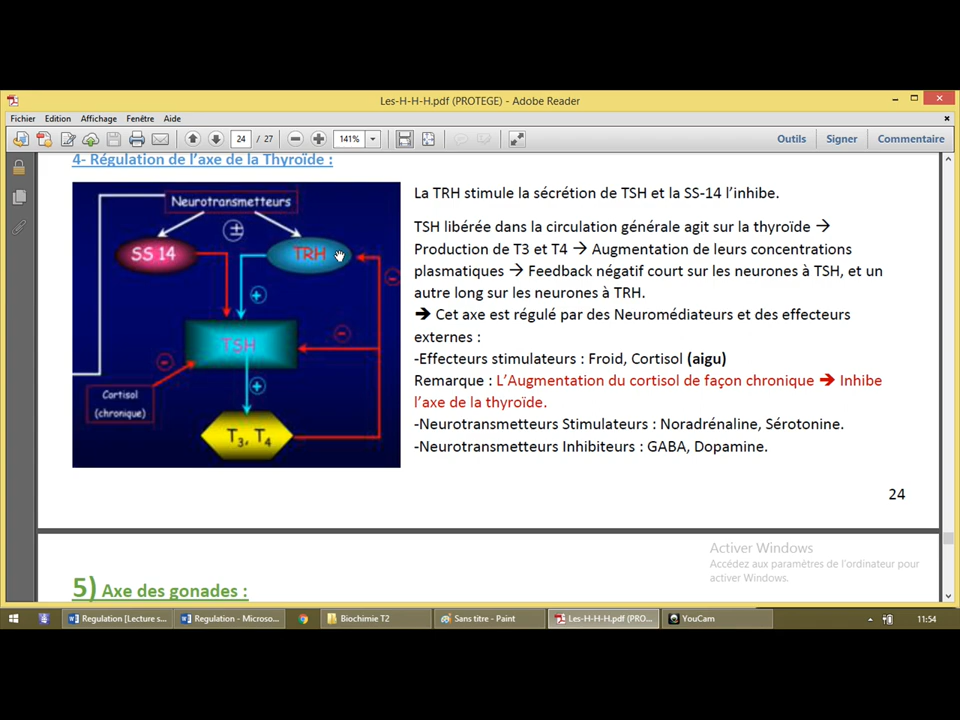 Les-H-H-H.pdf (PROTEGE) - Adobe Reader
Fichier Edition Affichage Fenêtre Aide
24 / 27
141%
Outils
Signer
Commentaire
4- Régulation de l'axe de la Thyroïde :
Neurotransmetteurs
±
SS 14
TRH
+
-
TSH
-
-
+
Cortisol
(chronique)
T3, T4
La TRH stimule la sécrétion de TSH et la SS-14 l'inhibe.
TSH libérée dans la circulation générale agit sur la thyroïde →
Production de T3 et T4 → Augmentation de leurs concentrations
plasmatiques → Feedback négatif court sur les neurones à TSH, et un
autre long sur les neurones à TRH.
➔ Cet axe est régulé par des Neuromédiateurs et des effecteurs
externes :
-Effecteurs stimulateurs : Froid, Cortisol (aigu)
Remarque : L'Augmentation du cortisol de façon chronique ➔ Inhibe
l'axe de la thyroïde.
-Neurotransmetteurs Stimulateurs : Noradrénaline, Sérotonine.
-Neurotransmetteurs Inhibiteurs : GABA, Dopamine.
24
Activer Windows
Accédez aux paramètres de l'ordinateur pour
activer Windows.
5) Axe des gonades :
Regulation [Lecture s...
Regulation - Microso...
Biochimie T2
Sans titre - Paint
Les-H-H-H.pdf (PRO...
YouCam
11:54